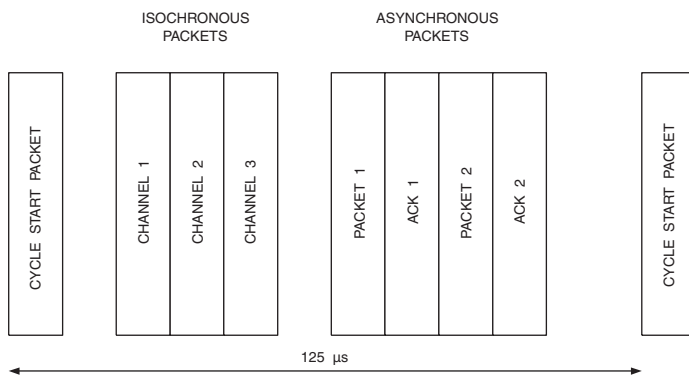 ISOCHRONOUS
PACKETS
ASYNCHRONOUS
PACKETS
CYCLE START PACKET
CHANNEL 1
CHANNEL 2
CHANNEL 3
PACKET 1
ACK 1
PACKET 2
ACK 2
CYCLE START PACKET
125 µs